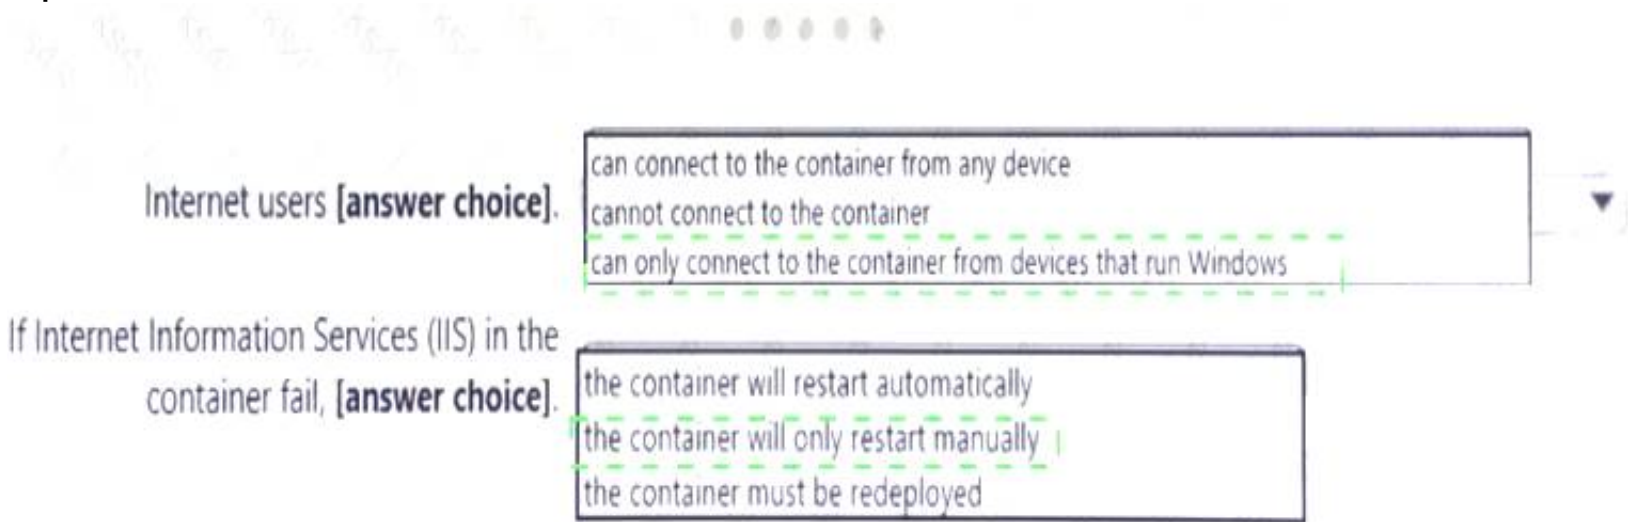 Internet users [answer choice].
can connect to the container from any device
cannot connect to the container
can only connect to the container from devices that run Windows
If Internet Information Services (IIS) in the
container fail, [answer choice].
the container will restart automatically
the container will only restart manually
the container must be redeployed